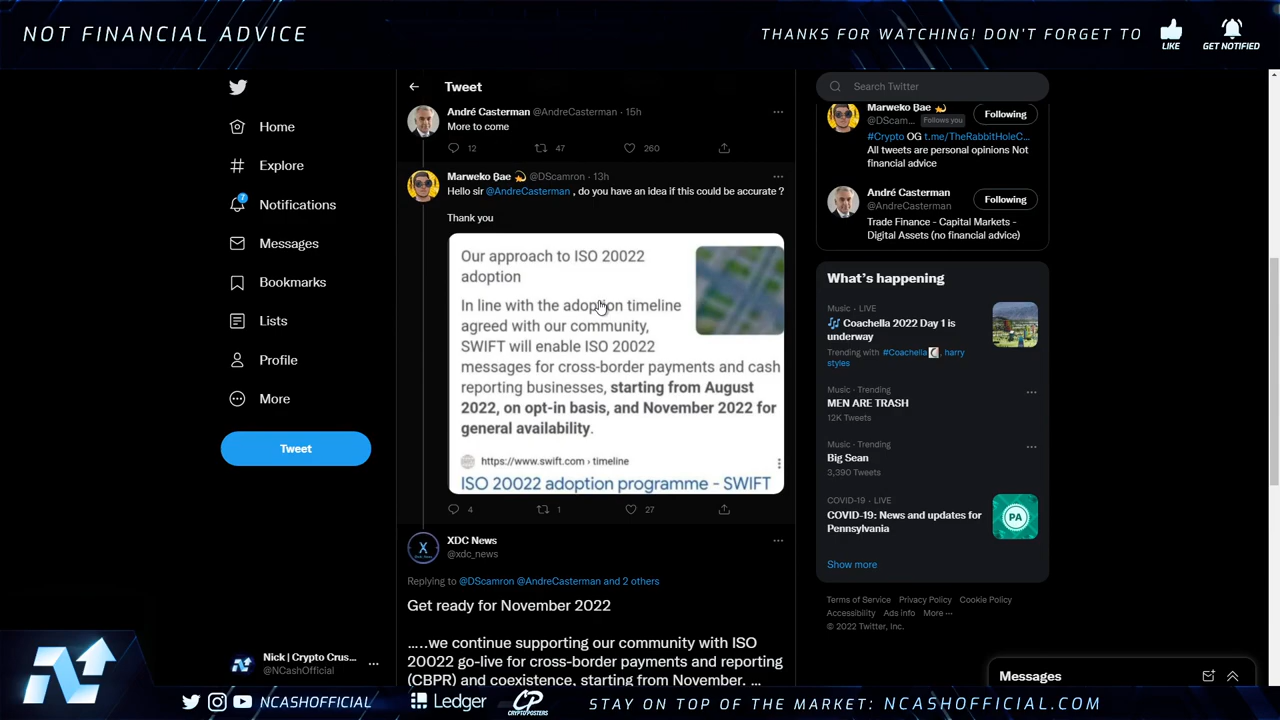 NOT FINANCIAL ADVICE
THANKS FOR WATCHING! DON'T FORGET TO
LIKE
GET NOTIFIED
Home
Explore
7
Notifications
Messages
Bookmarks
Lists
Profile
More
Tweet
Nick | Crypto Crus...
@NCashOfficial
Tweet
André Casterman @AndreCasterman · 15h
More to come
12 47 260
Marweko Bae @DScamron · 13h
Hello sir @AndreCasterman , do you have an idea if this could be accurate ?
Thank you
Our approach to ISO 20022
adoption
In line with the adoption timeline
agreed with our community,
SWIFT will enable ISO 20022
messages for cross-border payments and cash
reporting businesses, starting from August
2022, on opt-in basis, and November 2022 for
general availability.
https://www.swift.com › timeline
ISO 20022 adoption programme - SWIFT
4 1 27
XDC News
@xdc_news
Replying to @DScamron @AndreCasterman and 2 others
Get ready for November 2022
.…we continue supporting our community with ISO
20022 go-live for cross-border payments and reporting
(CBPR) and coexistence, starting from November. ...
Search Twitter
Marweko Bae
@DScam... Follows you
Following
#Crypto OG t.me/TheRabbitHoleC...
All tweets are personal opinions Not
financial advice
André Casterman
@AndreCasterman
Following
Trade Finance - Capital Markets -
Digital Assets (no financial advice)
What's happening
Music · LIVE
Coachella 2022 Day 1 is
underway
Trending with #Coachella , harry
styles
Music · Trending
MEN ARE TRASH
12K Tweets
Music · Trending
Big Sean
3,390 Tweets
COVID-19 · LIVE
COVID-19: News and updates for
Pennsylvania
PA
Show more
Terms of Service Privacy Policy Cookie Policy
Accessibility Ads info More ···
© 2022 Twitter, Inc.
Messages
NCASHOFFICIAL
Ledger
CP
CRYPTOPOSTERS
STAY ON TOP OF THE MARKET: NCASHOFFICIAL.COM